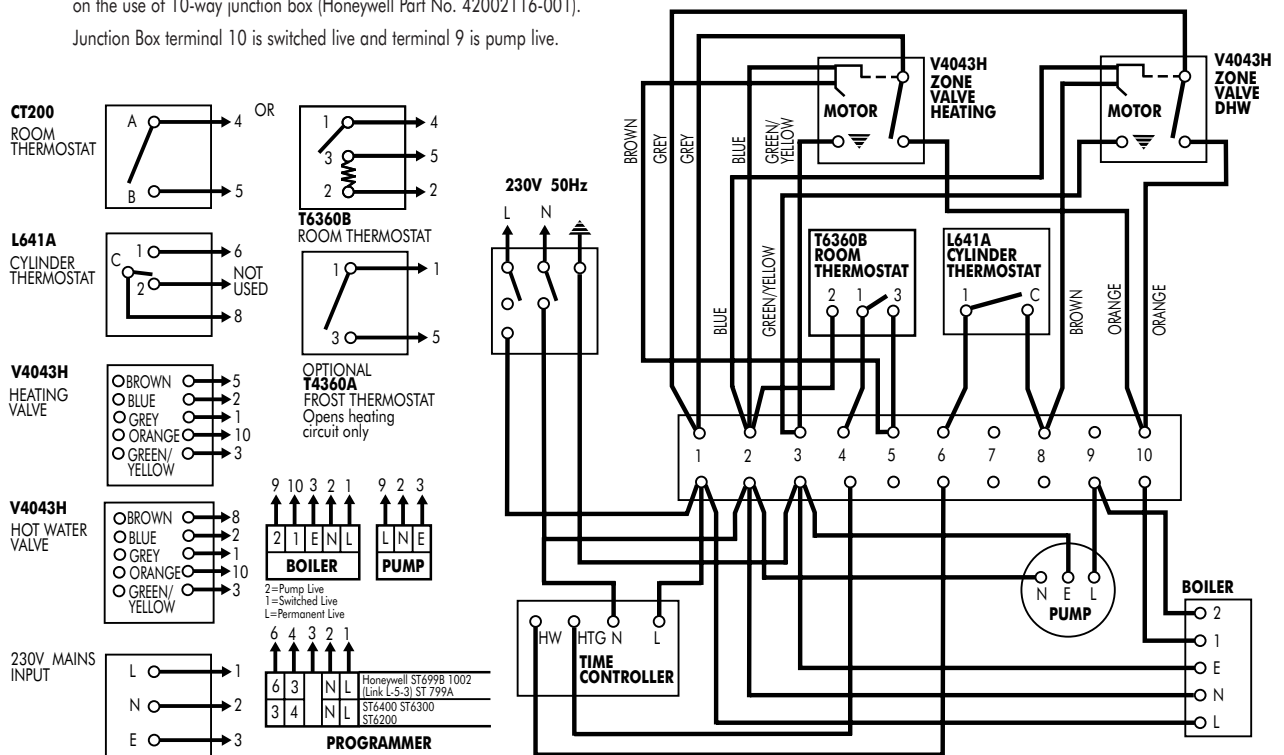 on the use of 10-way junction box (Honeywell Part No. 42002116-001).
Junction Box terminal 10 is switched live and terminal 9 is pump live.
CT200
ROOM
THERMOSTAT
A
4
B
5
OR
1
4
3
5
2
2
T6360B
ROOM THERMOSTAT
L641A
CYLINDER
THERMOSTAT
C
1
6
2
NOT
USED
8
1
1
3
5
OPTIONAL
T4360A
FROST THERMOSTAT
Opens heating
circuit only
V4043H
HEATING
VALVE
BROWN
5
BLUE
2
GREY
1
ORANGE
10
GREEN/
YELLOW
3
V4043H
HOT WATER
VALVE
BROWN
8
BLUE
2
GREY
1
ORANGE
10
GREEN/
YELLOW
3
9 10 3 2 1
2 1 E N L
BOILER
2=Pump Live
1=Switched Live
L=Permanent Live
9 2 3
L N E
PUMP
230V MAINS
INPUT
L
1
N
2
E
3
6 4 3 2 1
6 3 N L Honeywell ST699B 1002
(Link L-5-3) ST 799A
3 4 N L ST6400 ST6300
ST6200
PROGRAMMER
230V 50Hz
L N
BROWN
GREY
GREY
BLUE
GREEN/
YELLOW
MOTOR
V4043H
ZONE
VALVE
HEATING
MOTOR
V4043H
ZONE
VALVE
DHW
BLUE
GREEN/YELLOW
T6360B
ROOM
THERMOSTAT
2 1 3
L641A
CYLINDER
THERMOSTAT
1 C
BROWN
ORANGE
ORANGE
1 2 3 4 5 6 7 8 9 10
HW HTG N L
TIME
CONTROLLER
N E L
PUMP
BOILER
2
1
E
N
L